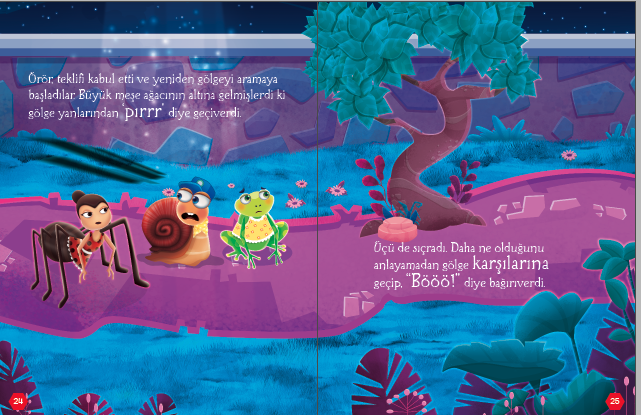 Örör, teklifi kabul etti ve yeniden gölgeyi aramaya
başladılar. Büyük meşe ağacının altına gelmişlerdi ki
gölge yanlarından ‘pırrr’ diye geçiverdi.
Üçü de sıçradı. Daha ne olduğunu
anlayamadan gölge karşılarına
geçip, “Böööö!” diye bağırıverdi.
24
25